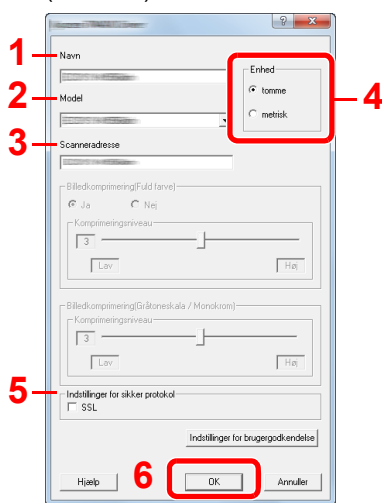 1
Navn
Enhed
tomme
metrisk
4
2
Model
3
Scanneradresse
Billedkomprimering(Fuld farve)
Ja
Nej
Komprimeringsniveau
3
Lav
Høj
Billedkomprimering(Gråtoneskala / Monokrom)
Komprimeringsniveau
3
Lav
Høj
5
Indstillinger for sikker protokol
SSL
Indstillinger for brugergodkendelse
Hjælp
6
OK
Annuller